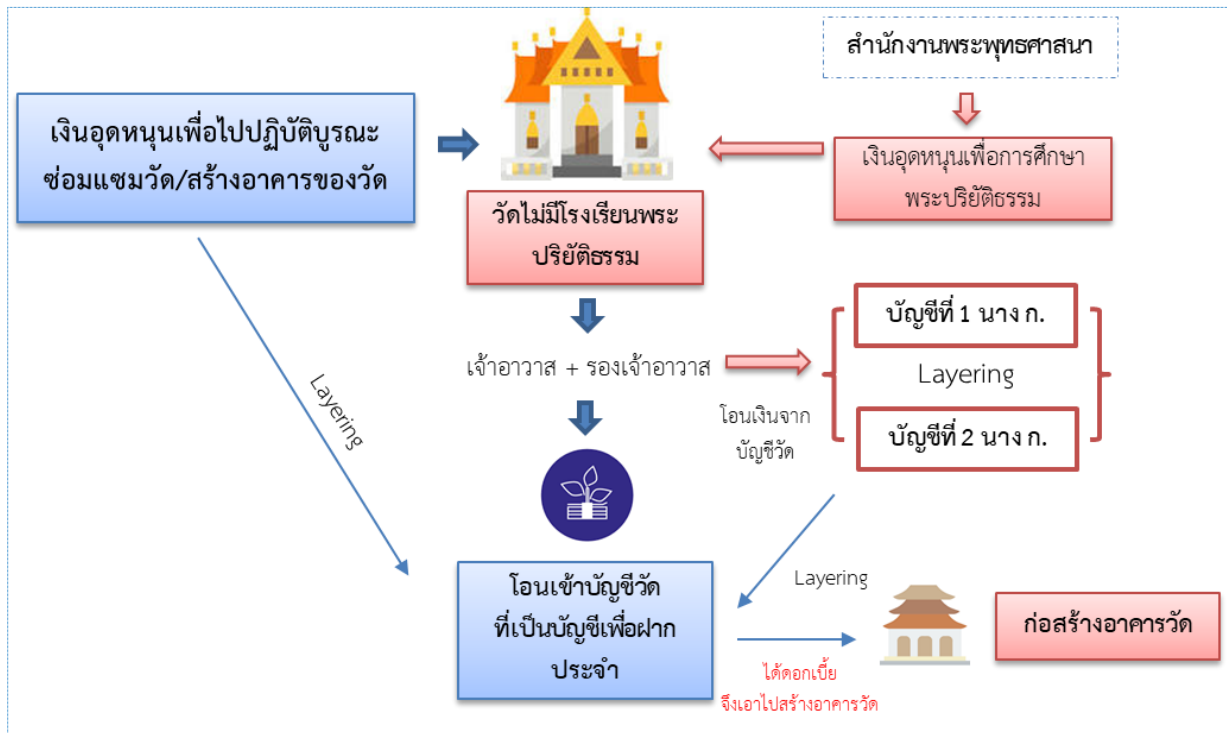 สำนักงานพระพุทธศาสนา
เงินอุดหนุนเพื่อไปปฏิบัติบูรณะ
ซ่อมแซมวัด/สร้างอาคารของวัด
เงินอุดหนุนเพื่อการศึกษา
พระปริยัติธรรม
วัดไม่มีโรงเรียนพระ
ปริยัติธรรม
บัญชีที่ 1 นาง ก.
เจ้าอาวาส + รองเจ้าอาวาส
Layering
Layering
โอนเงินจาก
บัญชีวัด
บัญชีที่ 2 นาง ก.
โอนเข้าบัญชีวัด
ที่เป็นบัญชีเพื่อฝาก
ประจำ
Layering
ก่อสร้างอาคารวัด
ได้ดอกเบี้ย
จึงเอาไปสร้างอาคารวัด